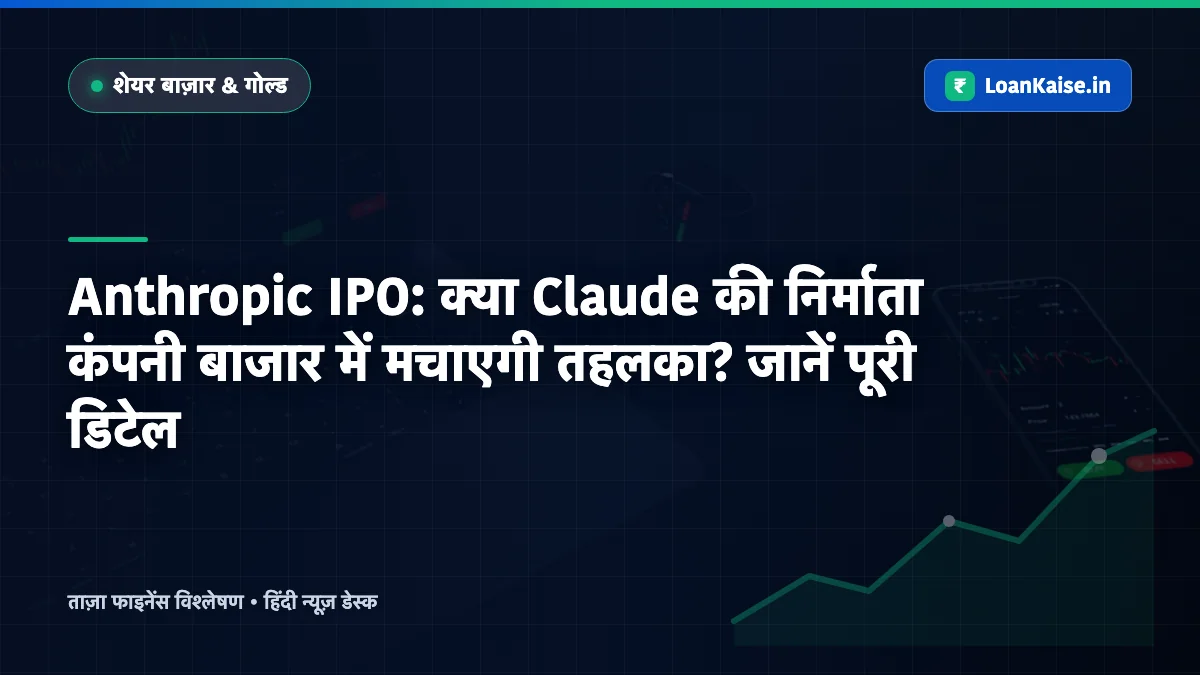 शेयर बाज़ार & गोल्ड
₹ LoanKaise.in
Anthropic IPO: क्या Claude की निर्माता
कंपनी बाजार में मचाएगी तहलका? जानें पूरी
डिटेल
ताज़ा फाइनेंस विश्लेषण • हिंदी न्यूज़ डेस्क